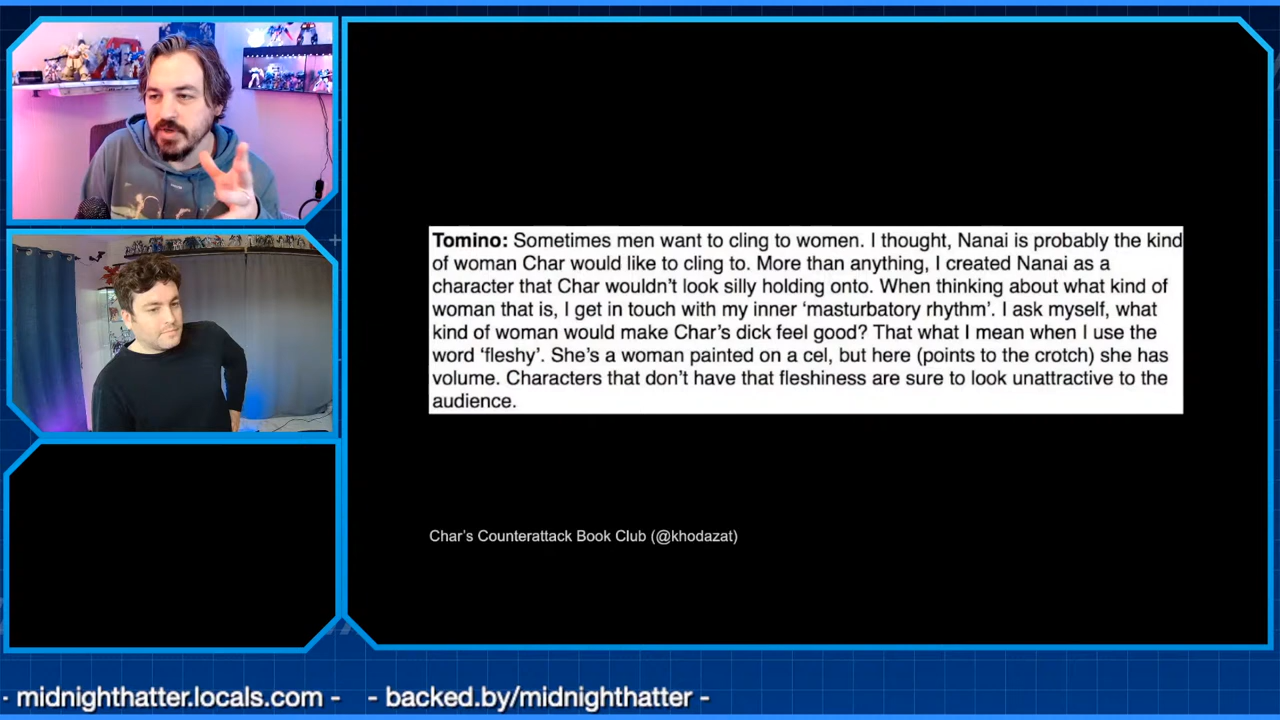 Tomino: Sometimes men want to cling to women. I thought, Nanai is probably the kind
of woman Char would like to cling to. More than anything, I created Nanai as a
character that Char wouldn't look silly holding onto. When thinking about what kind of
woman that is, I get in touch with my inner 'masturbatory rhythm'. I ask myself, what
kind of woman would make Char's dick feel good? That what I mean when I use the
word 'fleshy'. She's a woman painted on a cel, but here (points to the crotch) she has
volume. Characters that don't have that fleshiness are sure to look unattractive to the
audience.
Char's Counterattack Book Club (@khodazat)
- midnighthatter.locals.com - - backed.by/midnighthatter -